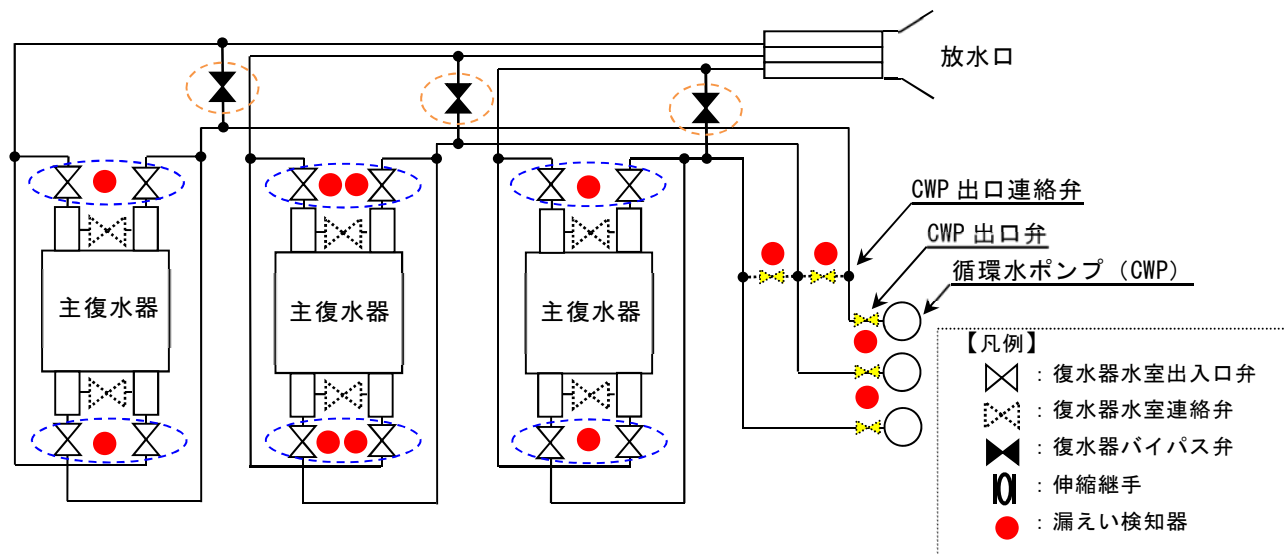 放水口
CWP 出口連絡弁
CWP 出口弁
循環水ポンプ（CWP）
主復水器
主復水器
主復水器
【凡例】
：復水器水室出入口弁
：復水器水室連絡弁
：復水器バイパス弁
：伸縮継手
：漏えい検知器